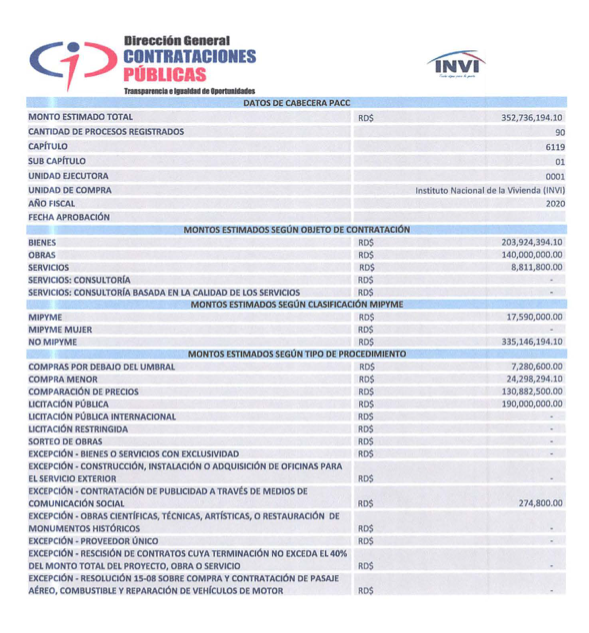 Dirección General
CONTRATACIONES
PÚBLICAS
Transparencia e Igualdad de Oportunidades
INVI
DATOS DE CABECERA PACC
MONTO ESTIMADO TOTAL RD$ 352,736,194.10
CANTIDAD DE PROCESOS REGISTRADOS 90
CAPÍTULO 6119
SUB CAPÍTULO 01
UNIDAD EJECUTORA 0001
UNIDAD DE COMPRA Instituto Nacional de la Vivienda (INVI)
AÑO FISCAL 2020
FECHA APROBACIÓN
MONTOS ESTIMADOS SEGÚN OBJETO DE CONTRATACIÓN
BIENES RD$ 203,924,394.10
OBRAS RD$ 140,000,000.00
SERVICIOS RD$ 8,811,800.00
SERVICIOS: CONSULTORÍA RD$ -
SERVICIOS: CONSULTORÍA BASADA EN LA CALIDAD DE LOS SERVICIOS RD$ -
MONTOS ESTIMADOS SEGÚN CLASIFICACIÓN MIPYME
MIPYME RD$ 17,590,000.00
MIPYME MUJER RD$ -
NO MIPYME RD$ 335,146,194.10
MONTOS ESTIMADOS SEGÚN TIPO DE PROCEDIMIENTO
COMPRAS POR DEBAJO DEL UMBRAL RD$ 7,280,600.00
COMPRA MENOR RD$ 24,298,294.10
COMPARACIÓN DE PRECIOS RD$ 130,882,500.00
LICITACIÓN PÚBLICA RD$ 190,000,000.00
LICITACIÓN PÚBLICA INTERNACIONAL RD$ -
LICITACIÓN RESTRINGIDA RD$ -
SORTEO DE OBRAS RD$ -
EXCEPCIÓN - BIENES O SERVICIOS CON EXCLUSIVIDAD RD$ -
EXCEPCIÓN - CONSTRUCCIÓN, INSTALACIÓN O ADQUISICIÓN DE OFICINAS PARA
EL SERVICIO EXTERIOR RD$ -
EXCEPCIÓN - CONTRATACIÓN DE PUBLICIDAD A TRAVÉS DE MEDIOS DE
COMUNICACIÓN SOCIAL RD$ 274,800.00
EXCEPCIÓN - OBRAS CIENTÍFICAS, TÉCNICAS, ARTÍSTICAS, O RESTAURACIÓN DE
MONUMENTOS HISTÓRICOS RD$ -
EXCEPCIÓN - PROVEEDOR ÚNICO RD$ -
EXCEPCIÓN - RESCISIÓN DE CONTRATOS CUYA TERMINACIÓN NO EXCEDA EL 40%
DEL MONTO TOTAL DEL PROYECTO, OBRA O SERVICIO RD$ -
EXCEPCIÓN - RESOLUCIÓN 15-08 SOBRE COMPRA Y CONTRATACIÓN DE PASAJE
AÉREO, COMBUSTIBLE Y REPARACIÓN DE VEHÍCULOS DE MOTOR RD$ -